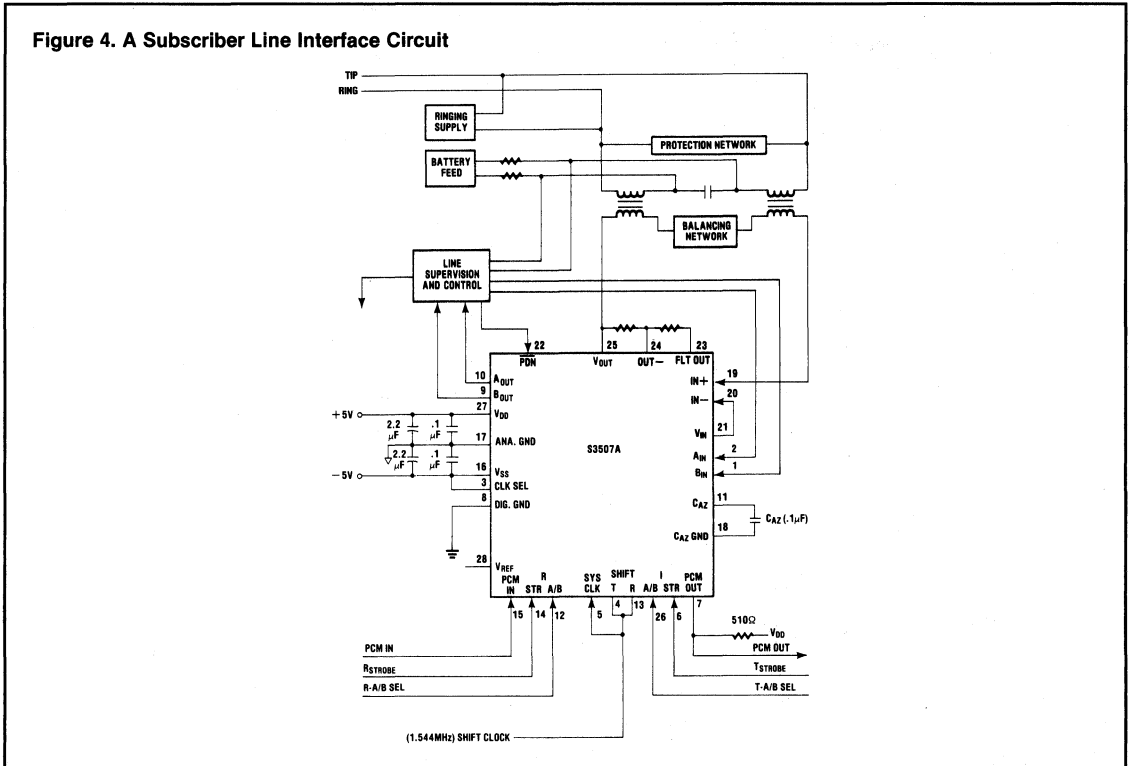 Figure 4. A Subscriber Line Interface Circuit
TIP
RING
RINGING
SUPPLY
PROTECTION NETWORK
BATTERY
FEED
BALANCING
NETWORK
LINE
SUPERVISION
AND CONTROL
22
PDN
25
VOUT
24
OUT−
23
FLT OUT
10
AOUT
9
BOUT
27
VDD
+5V
2.2
μF
.1
μF
17
ANA. GND
2.2
μF
.1
μF
16
VSS
−5V
3
CLK SEL
8
DIG. GND
28
VREF
S3507A
IN+
19
IN−
20
VIN
21
AIN
2
BIN
1
CAZ
11
CAZ (.1μF)
CAZ GND
18
PCM
IN
R
STR A/B
SYS
CLK
SHIFT
T R
I
A/B STR
PCM
OUT
15
14
12
5
4
13
26
6
7
510Ω
VDD
PCM IN
PCM OUT
RSTROBE
TSTROBE
R-A/B SEL
T-A/B SEL
(1.544MHz) SHIFT CLOCK